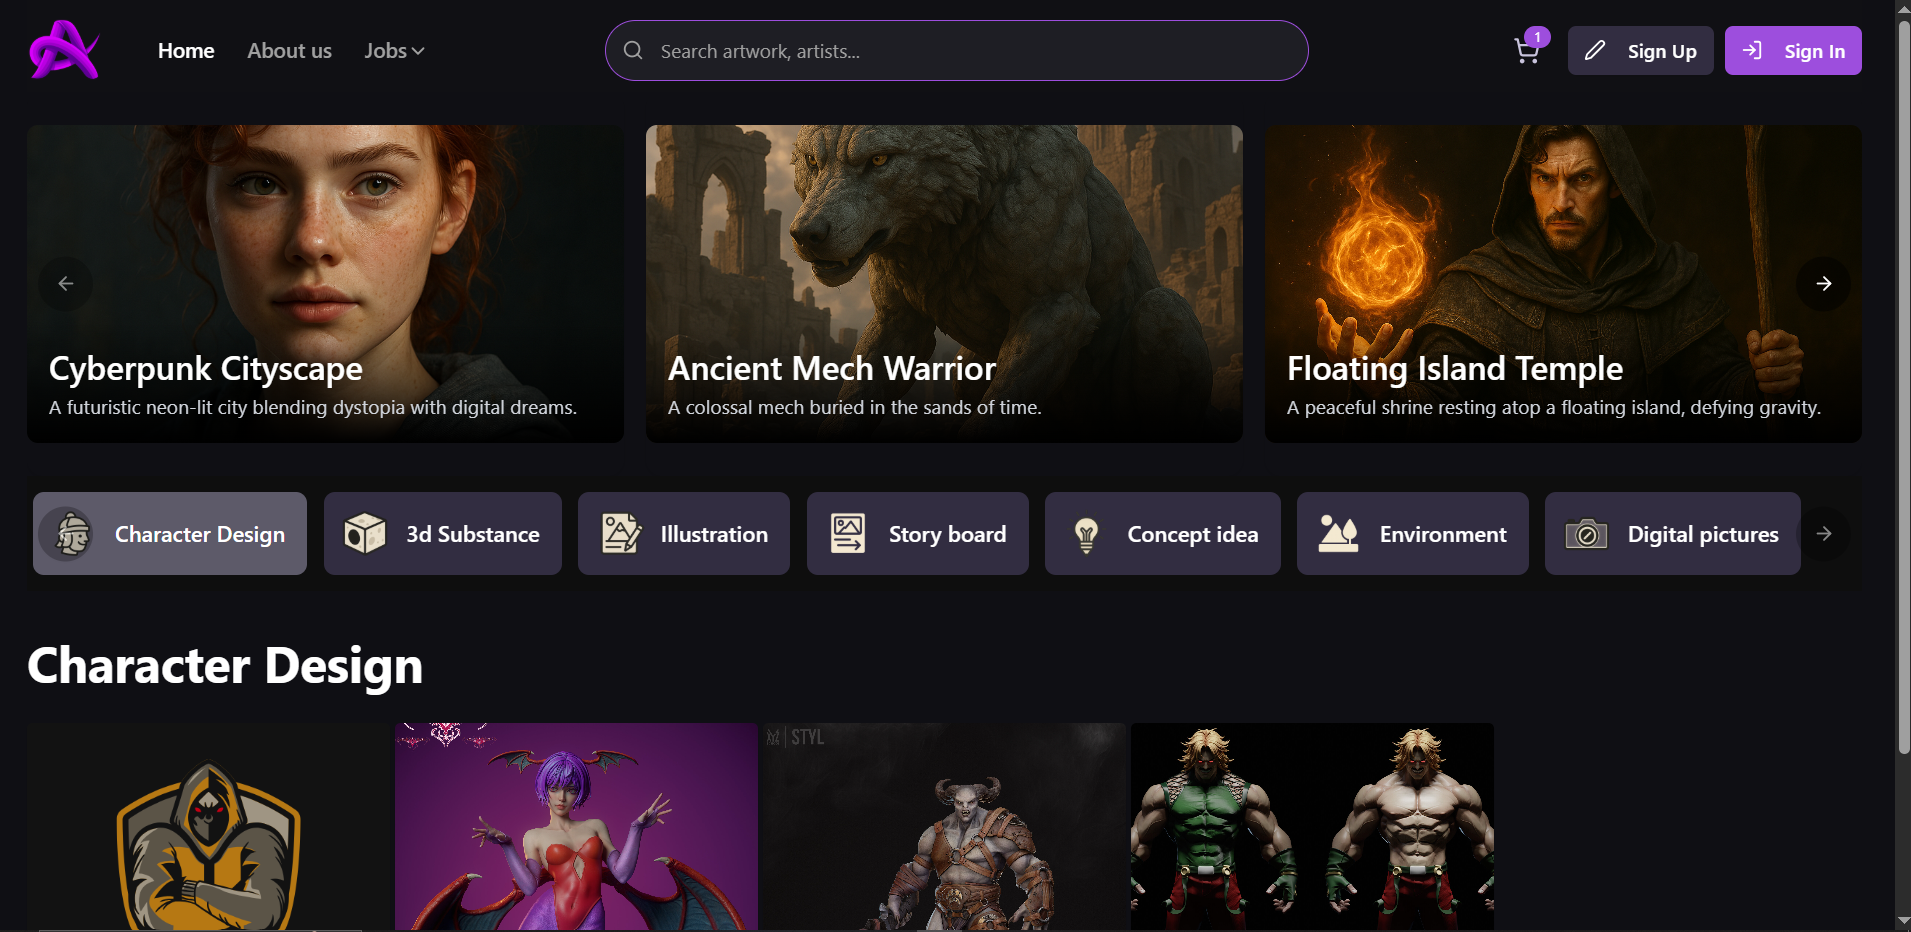 Home
About us
Jobs
Search artwork, artists...
1
Sign Up
Sign In
Cyberpunk Cityscape
A futuristic neon-lit city blending dystopia with digital dreams.
Ancient Mech Warrior
A colossal mech buried in the sands of time.
Floating Island Temple
A peaceful shrine resting atop a floating island, defying gravity.
Character Design
3d Substance
Illustration
Story board
Concept idea
Environment
Digital pictures
Character Design
STYL